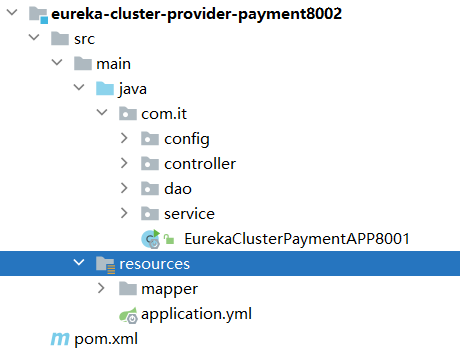 eureka-cluster-provider-payment8002
src
main
java
com.it
config
controller
dao
service
EurekaClusterPaymentAPP8001
resources
mapper
application.yml
pom.xml